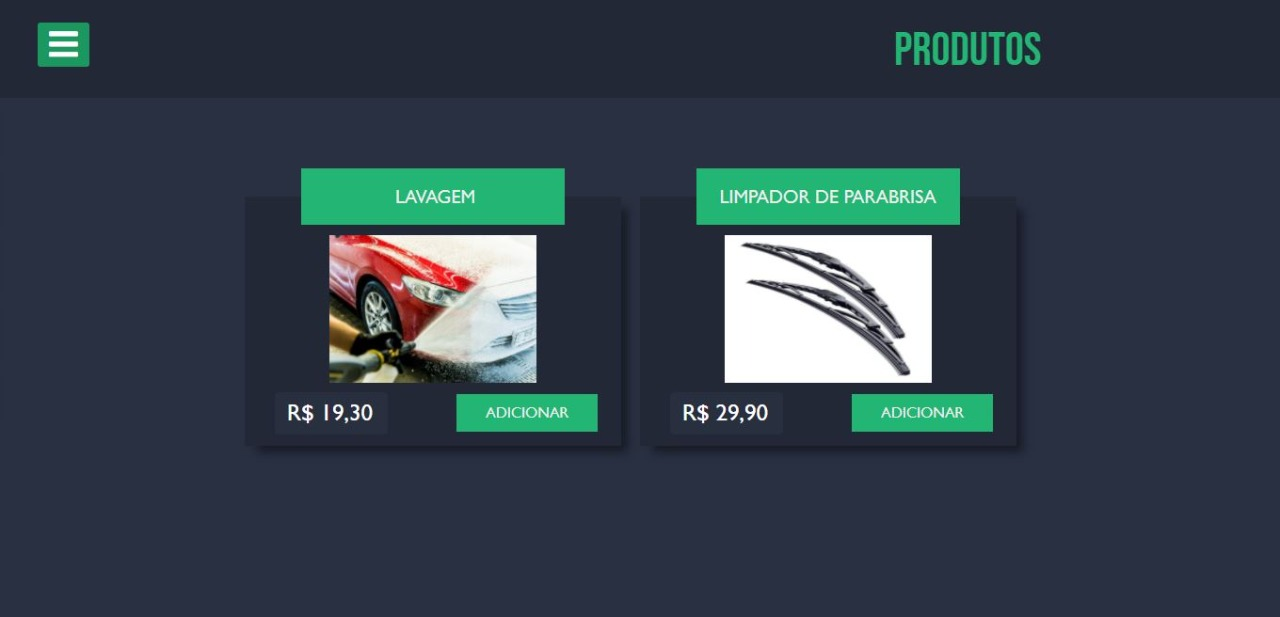 PRODUTOS
LAVAGEM
R$ 19,30
ADICIONAR
LIMPADOR DE PARABRISA
R$ 29,90
ADICIONAR